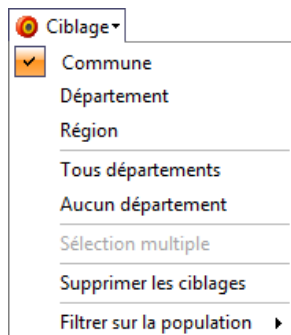 Ciblage
Commune
Département
Région
Tous départements
Aucun département
Sélection multiple
Supprimer les ciblages
Filtrer sur la population